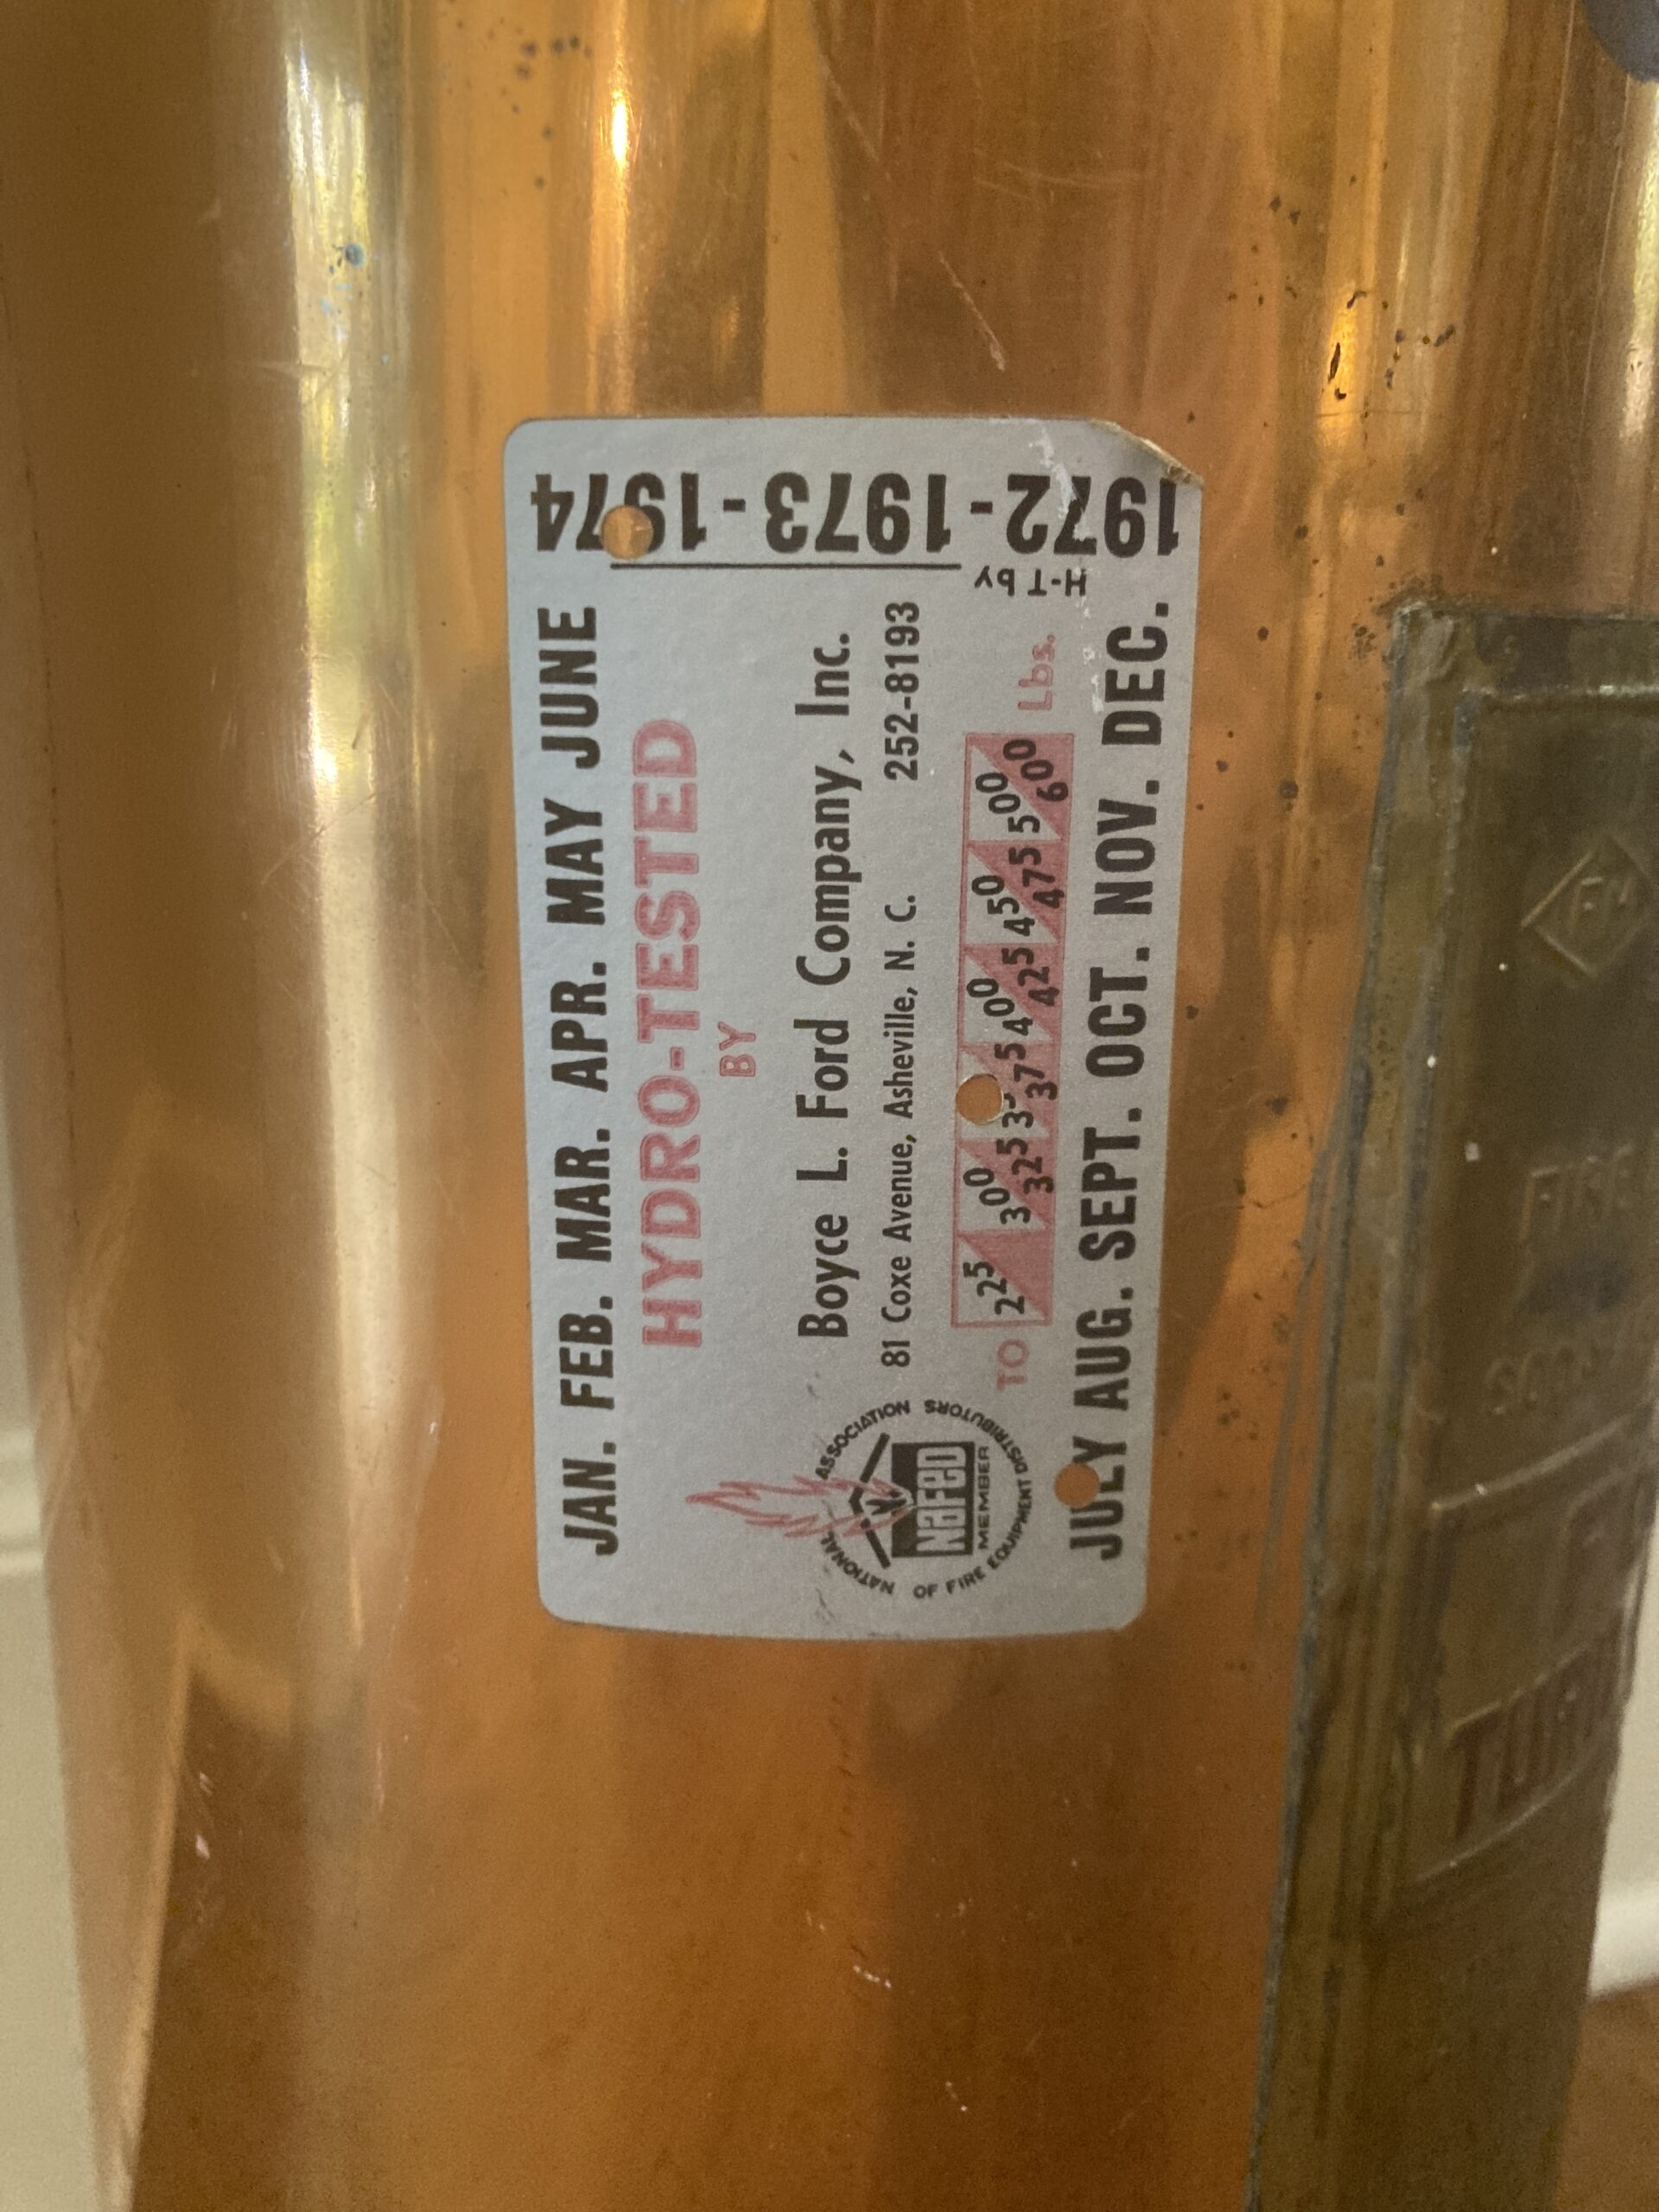 JAN. FEB. MAR. APR. MAY JUNE
HYDRO-TESTED
BY
Boyce L. Ford Company, Inc.
81 Coxe Avenue, Asheville, N. C. 252-8193
TO 225 300 325 375 400 425 450 475 500 600 Lbs.
JULY AUG. SEPT. OCT. NOV. DEC.
NATIONAL ASSOCIATION
OF FIRE EQUIPMENT DISTRIBUTORS
NAFED
MEMBER
1972-1973-1974
H-T by
FIRE